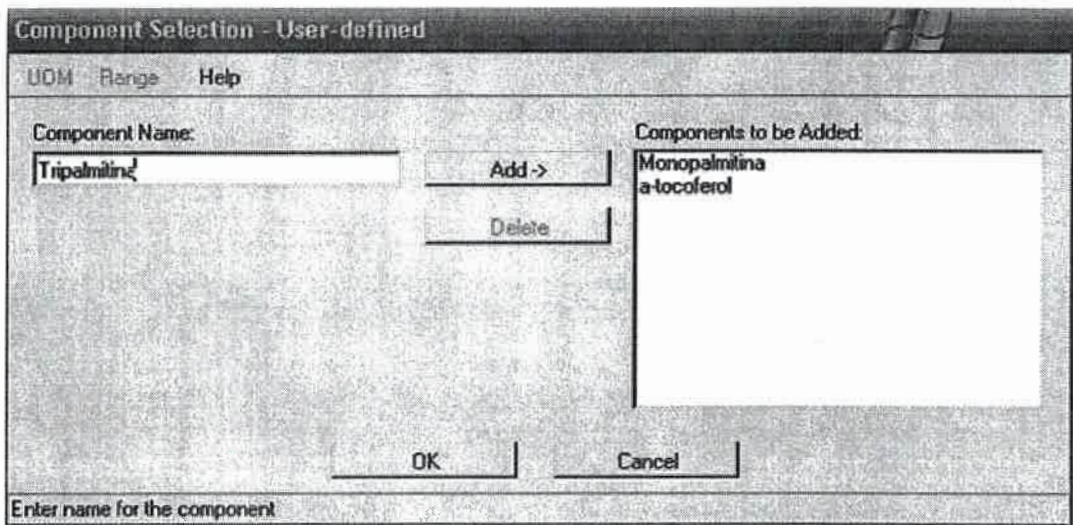 Component Selection - User-defined
UOM Range Help
Component Name:
Tripalmitina
Add ->
Delete
Components to be Added:
Monopalmitina
a-tocoferol
OK
Cancel
Enter name for the component